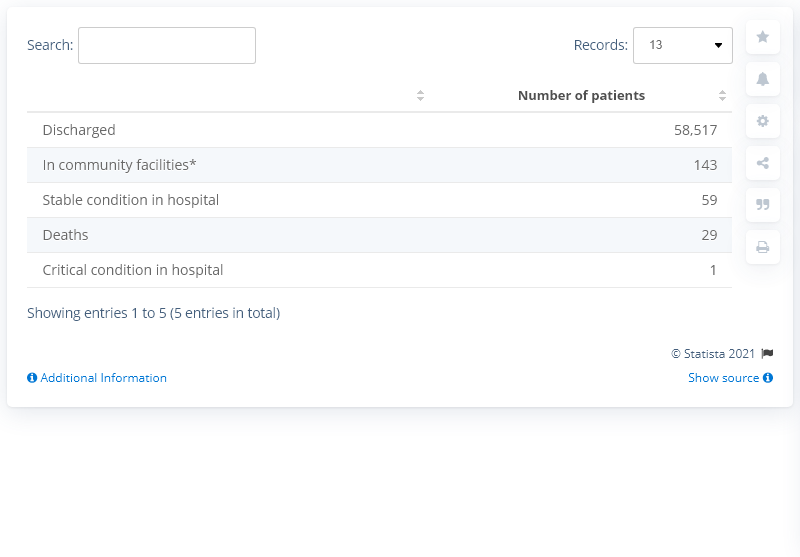 Search:
Records: 13
Number of patients
Discharged 58,517
In community facilities* 143
Stable condition in hospital 59
Deaths 29
Critical condition in hospital 1
Showing entries 1 to 5 (5 entries in total)
© Statista 2021
Additional Information Show source